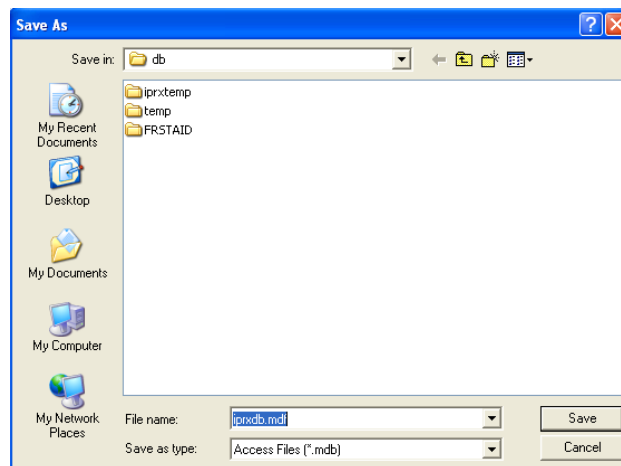 Save As
Save in:
db
My Recent
Documents
Desktop
My Documents
My Computer
My Network
Places
iprxtemp
temp
FRSTAID
File name:
iprxdb.mdf
Save
Save as type:
Access Files (*.mdb)
Cancel